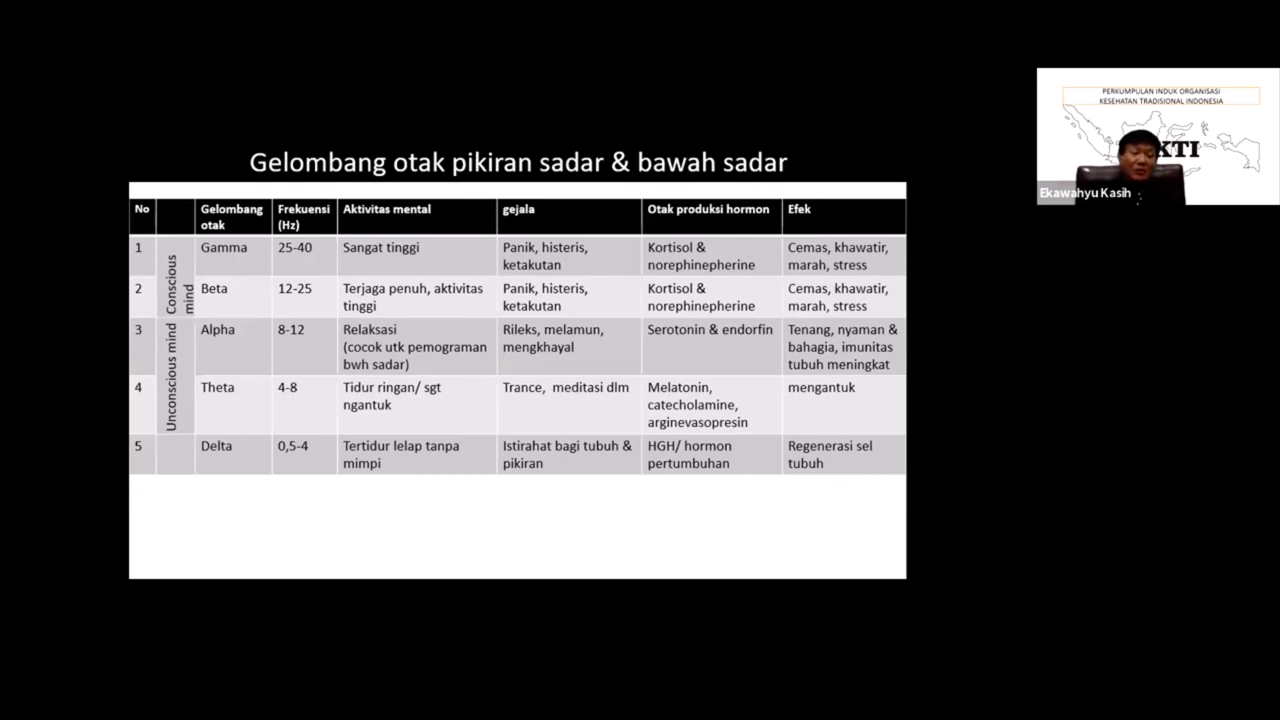 PERKUMPULAN INDUK ORGANISASI
KESEHATAN TRADISIONAL INDONESIA
KTI
Ekawahyu Kasih
Gelombang otak pikiran sadar & bawah sadar
No Gelombang otak Frekuensi (Hz) Aktivitas mental gejala Otak produksi hormon Efek
Conscious mind
1 Gamma 25-40 Sangat tinggi Panik, histeris, ketakutan Kortisol & norephinepherine Cemas, khawatir, marah, stress
2 Beta 12-25 Terjaga penuh, aktivitas tinggi Panik, histeris, ketakutan Kortisol & norephinepherine Cemas, khawatir, marah, stress
Unconscious mind
3 Alpha 8-12 Relaksasi (cocok utk pemograman bwh sadar) Rileks, melamun, mengkhayal Serotonin & endorfin Tenang, nyaman & bahagia, imunitas tubuh meningkat
4 Theta 4-8 Tidur ringan/ sgt ngantuk Trance, meditasi dlm Melatonin, catecholamine, arginevasopresin mengantuk
5 Delta 0,5-4 Tertidur lelap tanpa mimpi Istirahat bagi tubuh & pikiran HGH/ hormon pertumbuhan Regenerasi sel tubuh